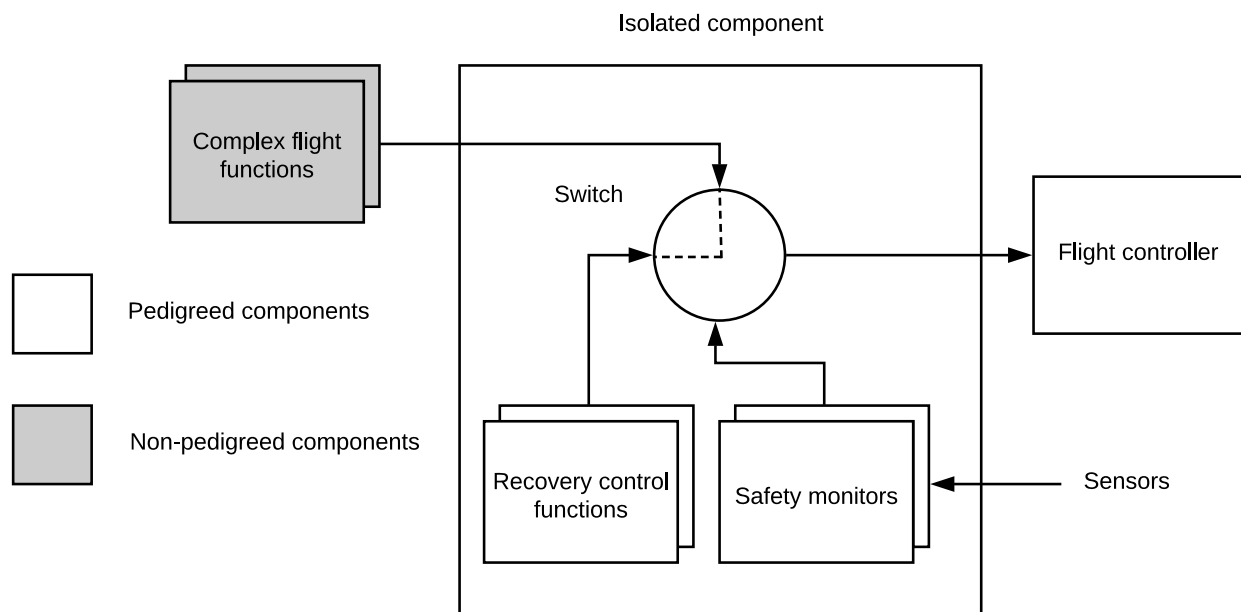 Isolated component
Complex flight
functions
Switch
Flight controller
Pedigreed components
Non-pedigreed components
Recovery control
functions
Safety monitors
Sensors